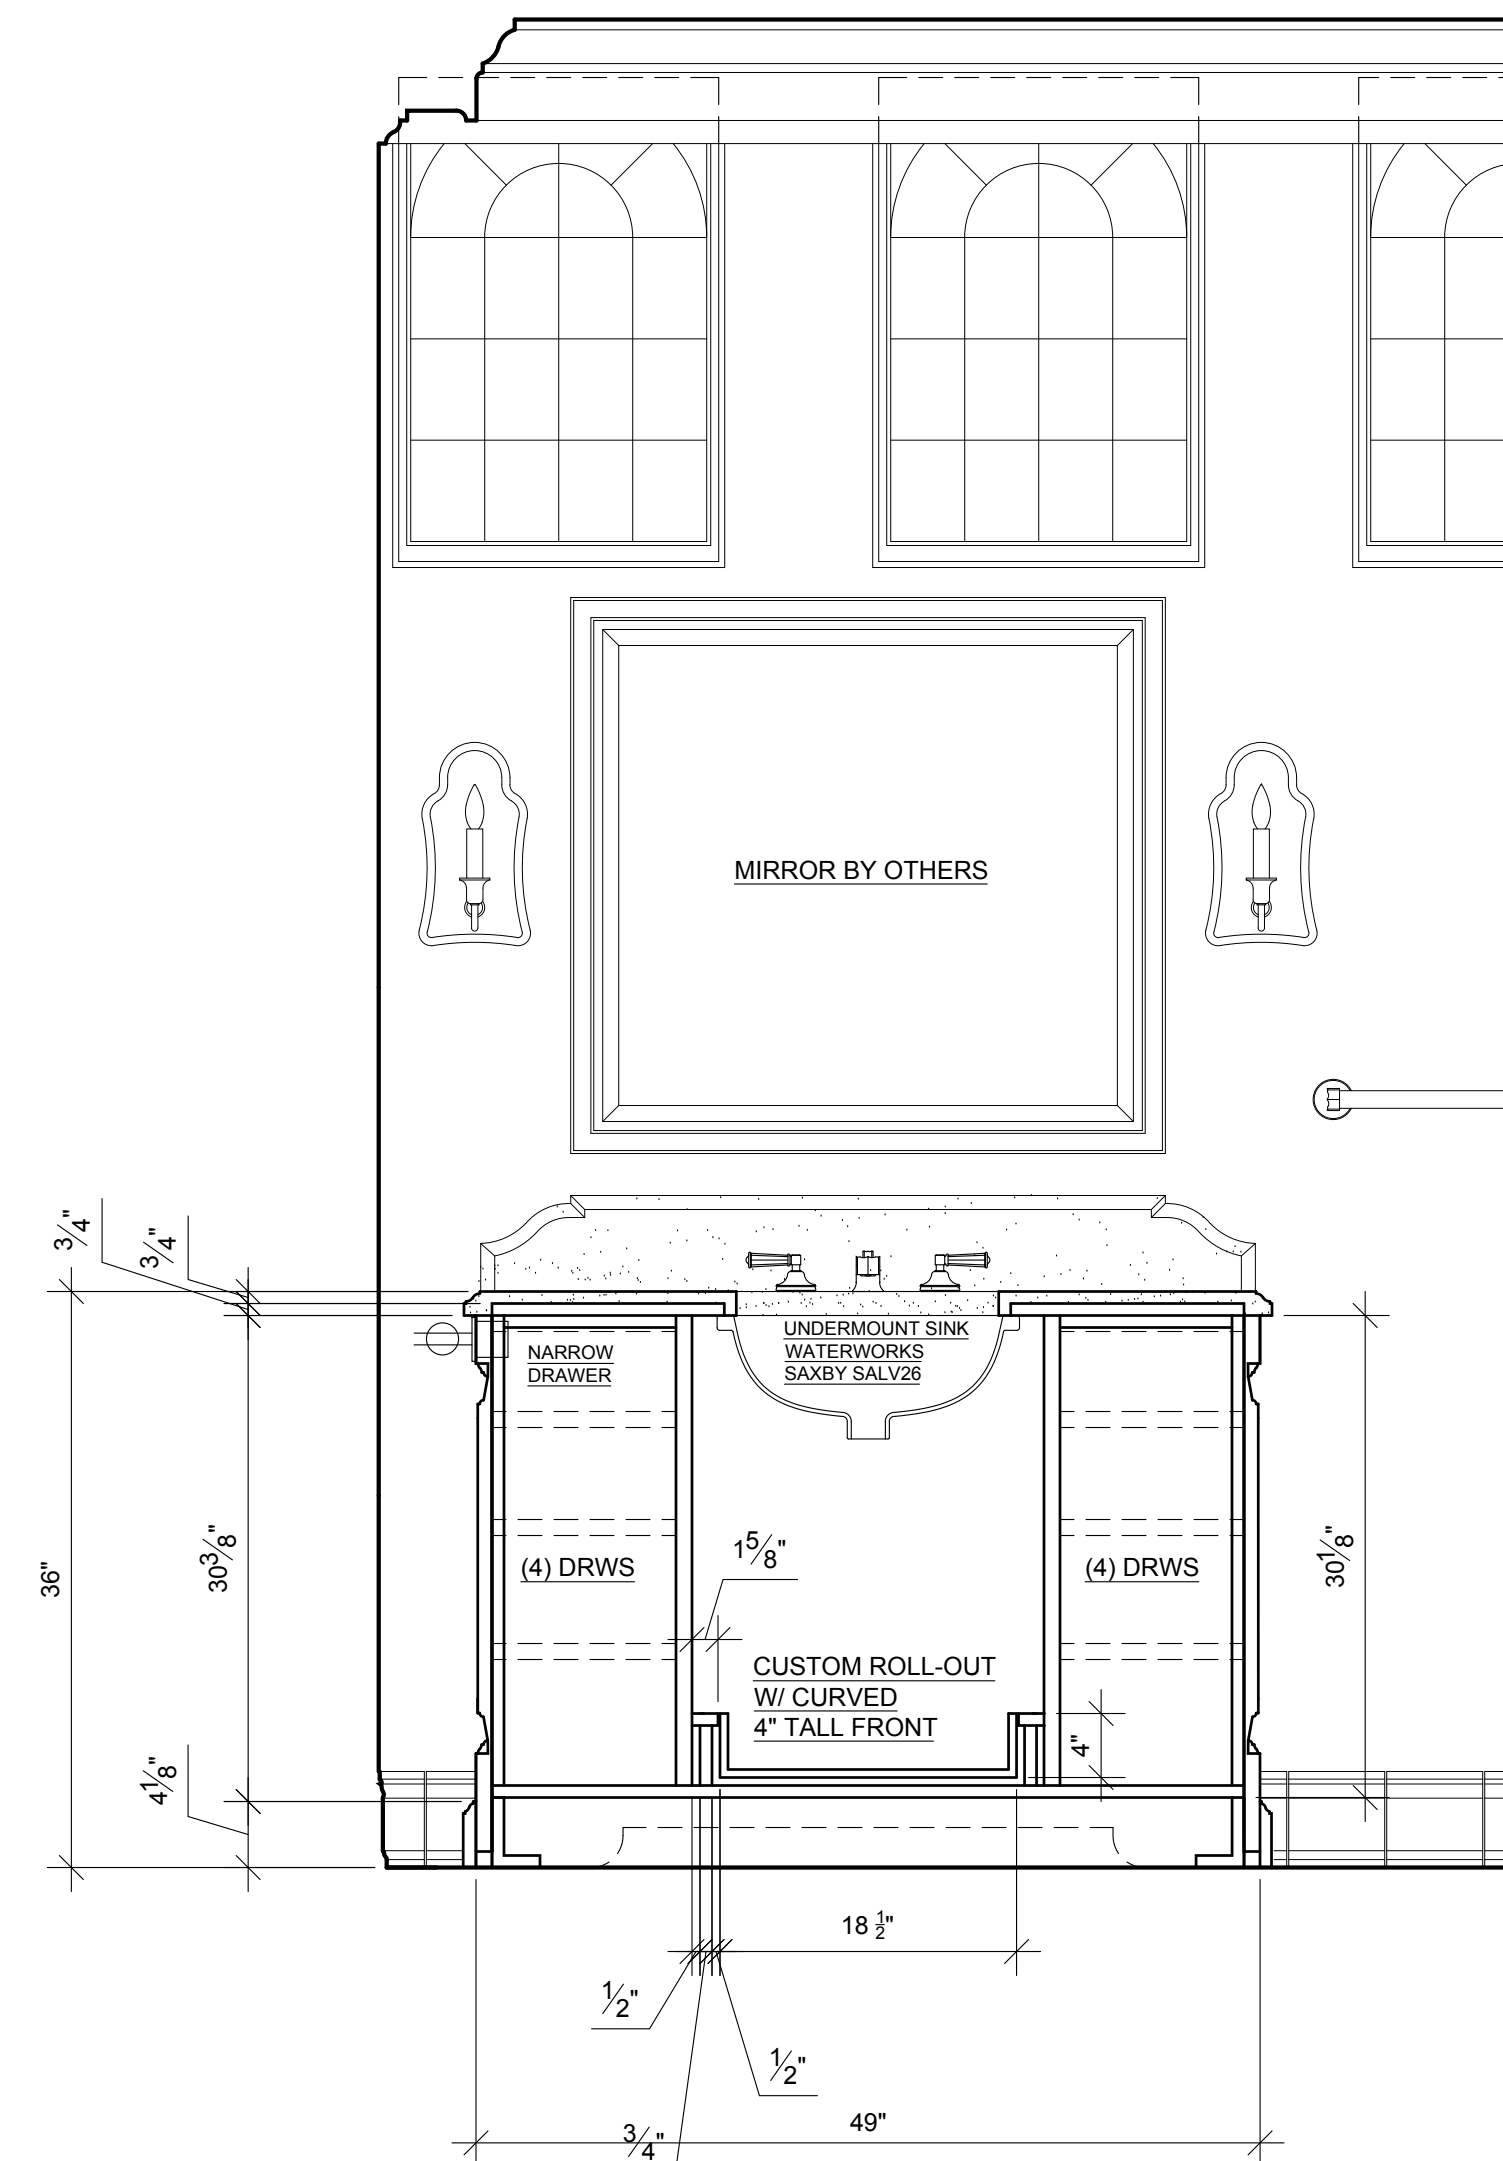 MIRROR BY OTHERS
3/4"
3/4"
UNDERMOUNT SINK
WATERWORKS
SAXBY SALV26
NARROW
DRAWER
36"
30 3/8"
1 5/8"
30 1/8"
(4) DRWS
(4) DRWS
CUSTOM ROLL-OUT
W/ CURVED
4" TALL FRONT
4"
4 1/8"
18 1/2"
1/2"
1/2"
49"
3/4"